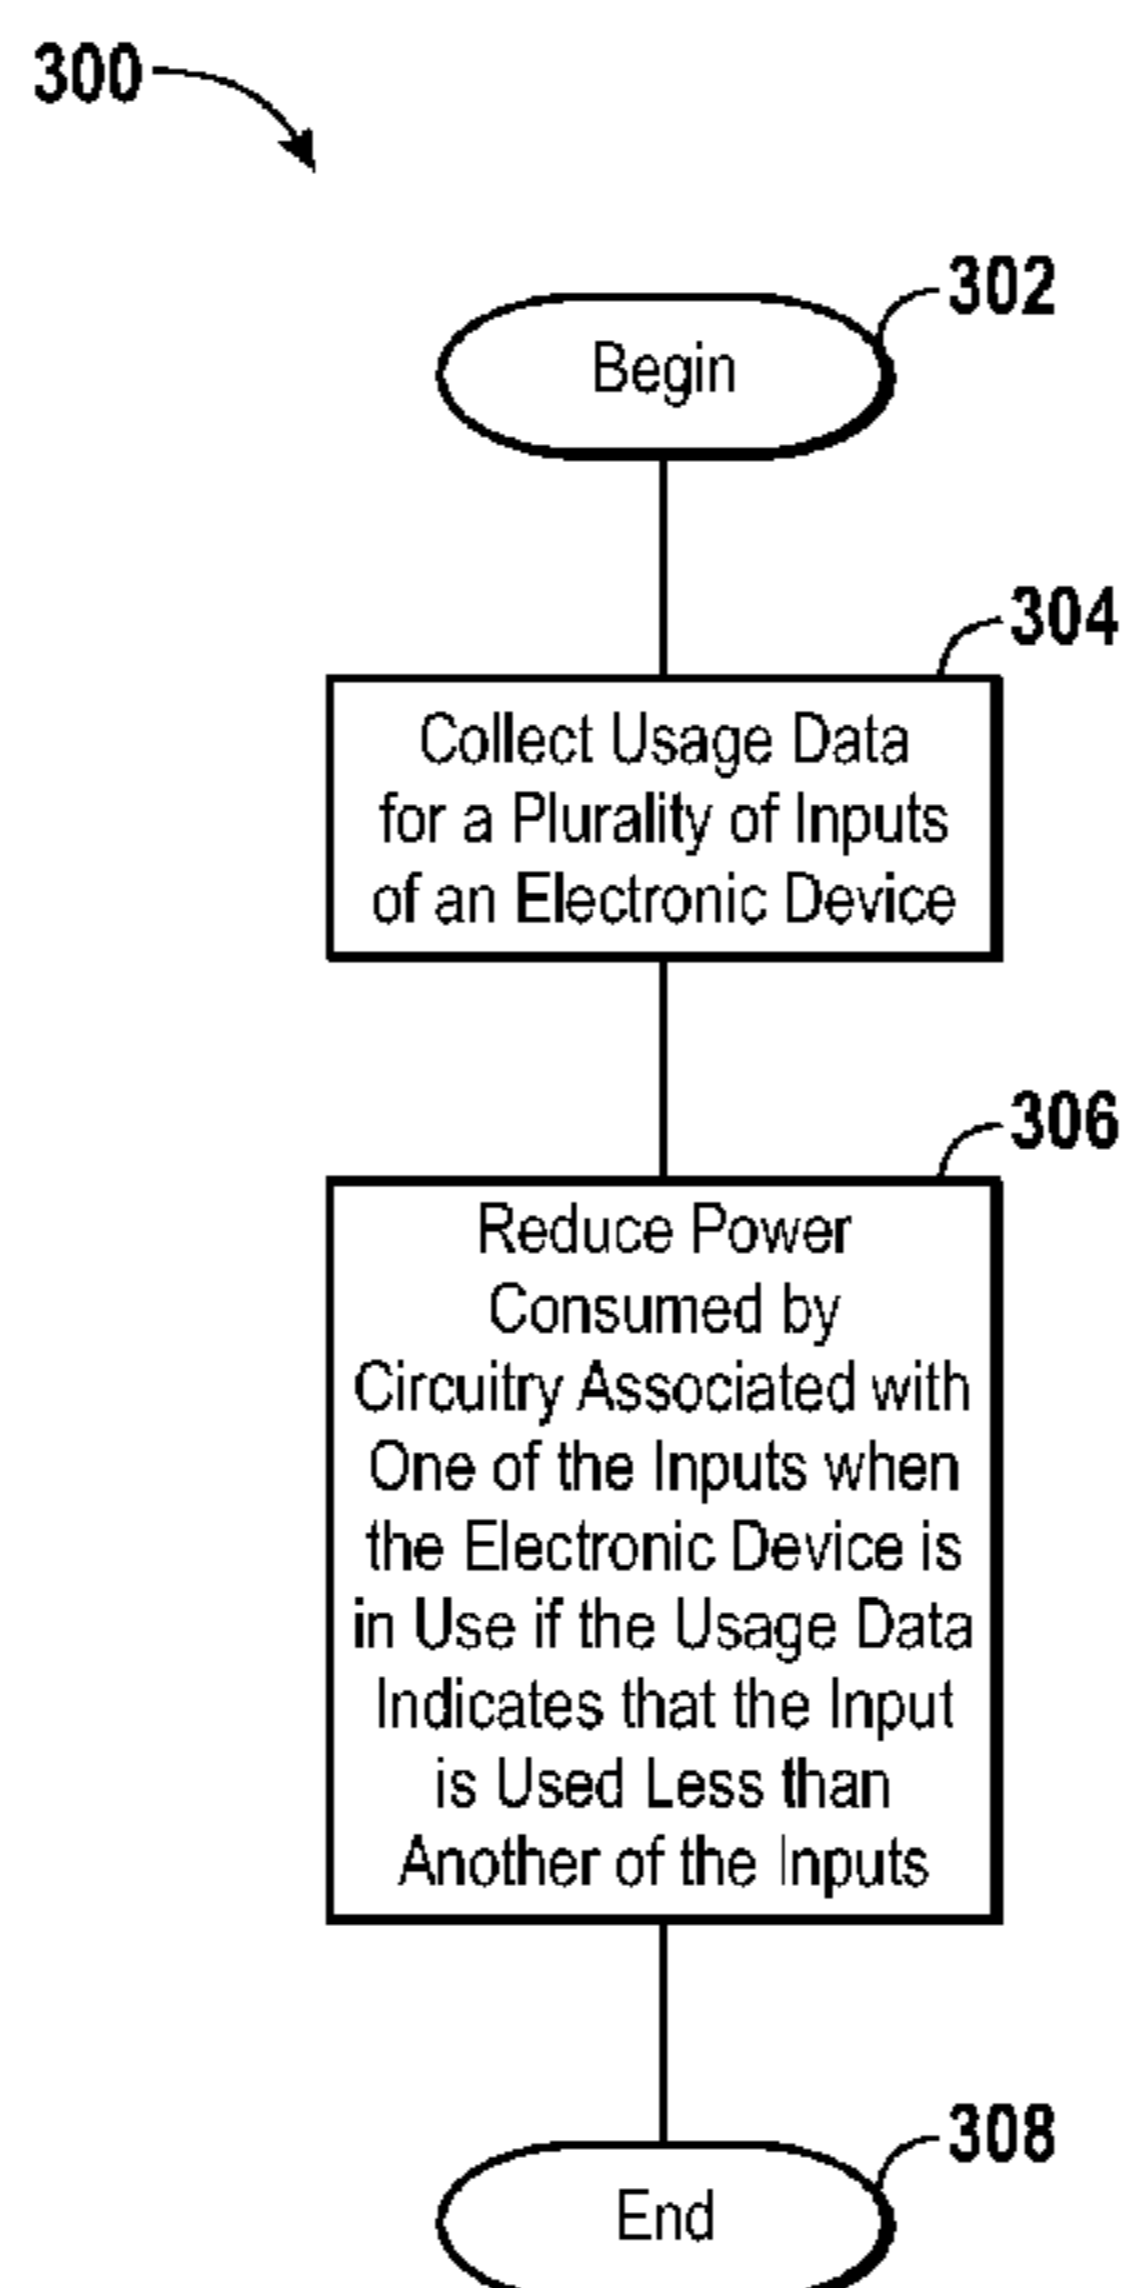 300
302
Begin
304
Collect Usage Data
for a Plurality of Inputs
of an Electronic Device
306
Reduce Power
Consumed by
Circuitry Associated with
One of the Inputs when
the Electronic Device is
in Use if the Usage Data
Indicates that the Input
is Used Less than
Another of the Inputs
308
End